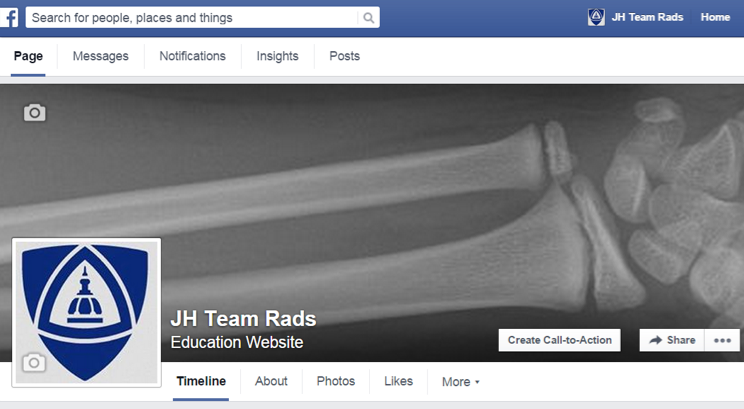 Search for people, places and things
JH Team Rads Home
Page Messages Notifications Insights Posts
JH Team Rads
Education Website
Create Call-to-Action Share
Timeline About Photos Likes More